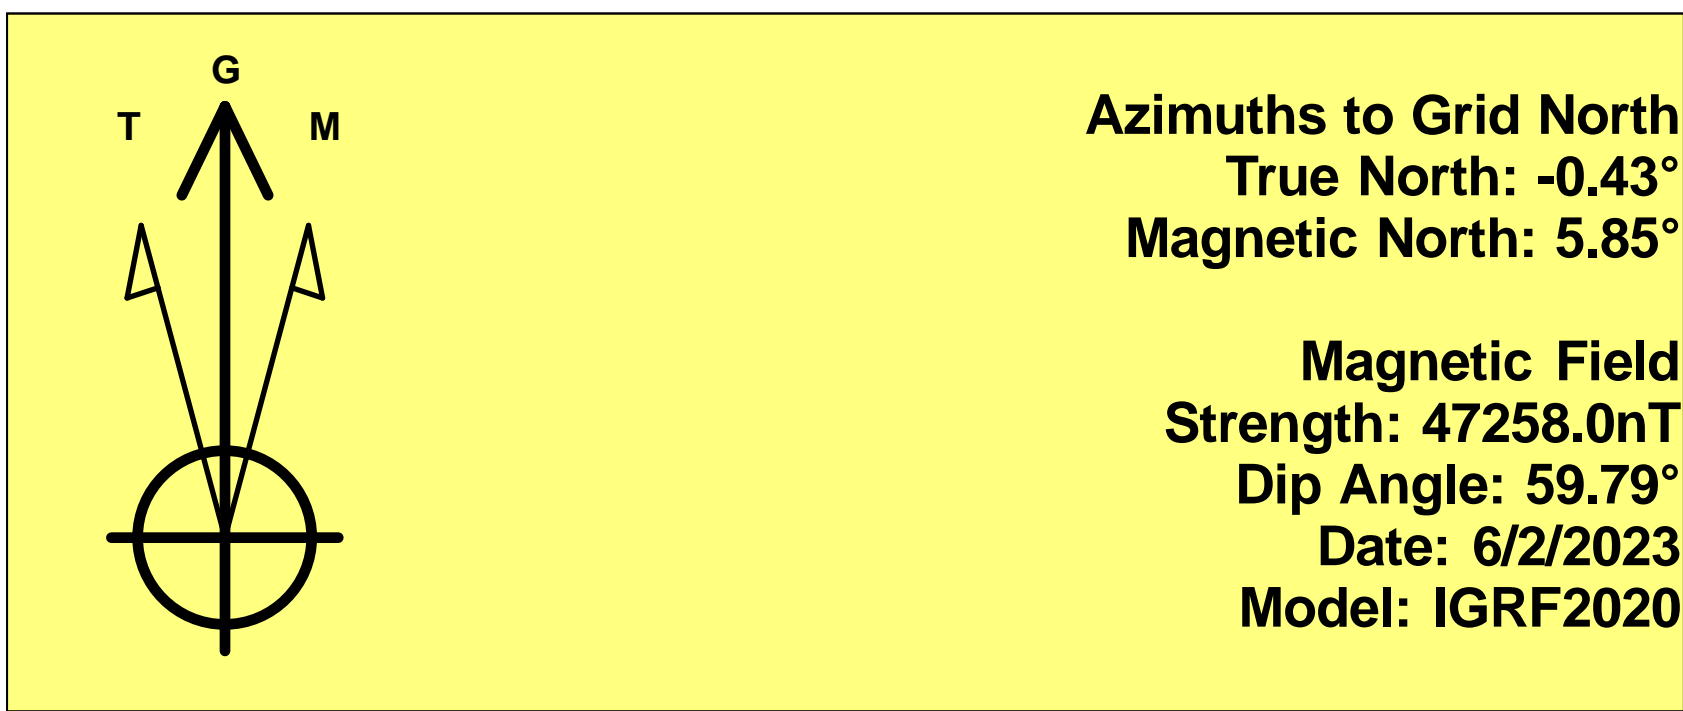 G
T M
Azimuths to Grid North
True North: -0.43°
Magnetic North: 5.85°
Magnetic Field
Strength: 47258.0nT
Dip Angle: 59.79°
Date: 6/2/2023
Model: IGRF2020